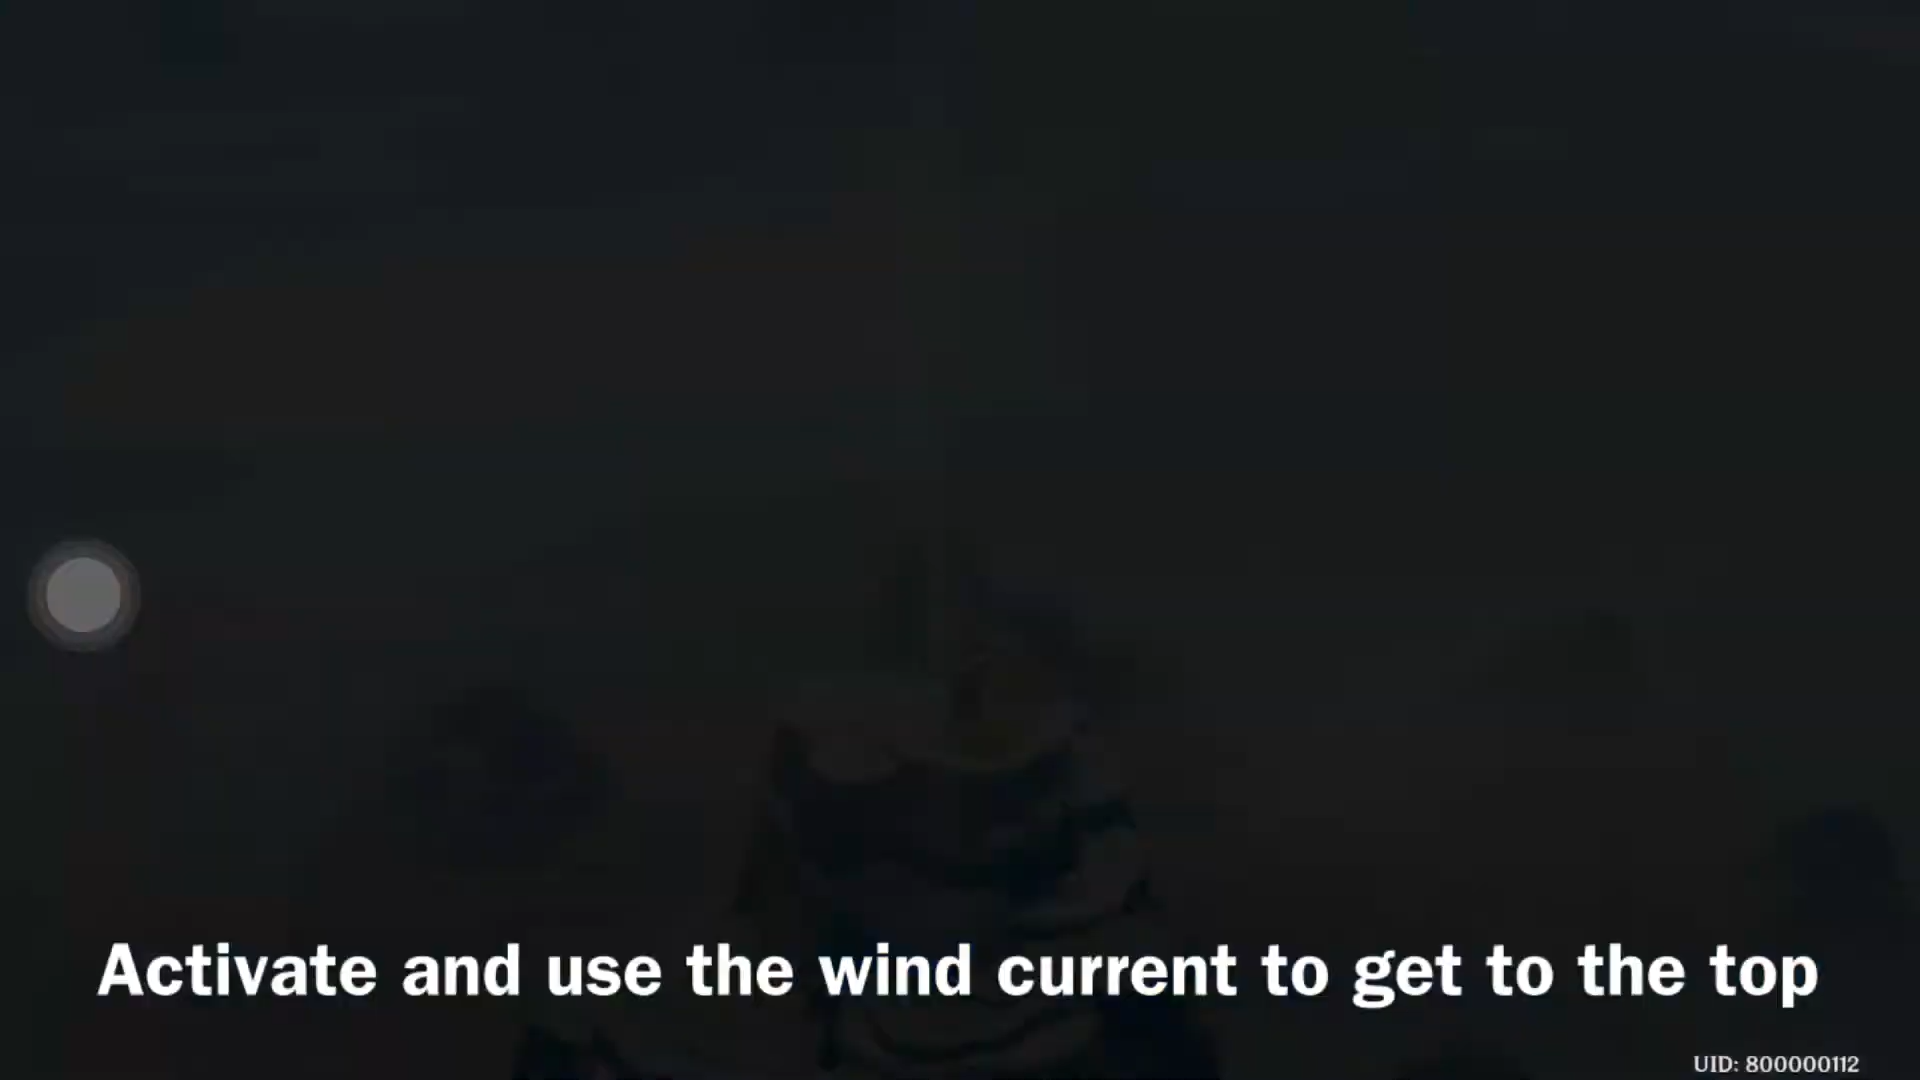 Activate and use the wind current to get to the top
UID: 800000112